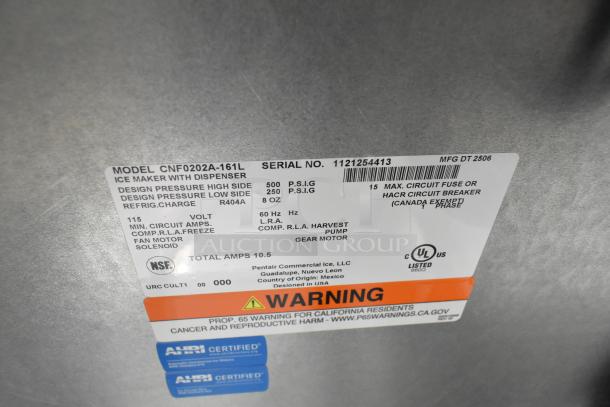 MODEL CNF0202A-161L SERIAL NO. 1121254413 MFG DT 2506
ICE MAKER WITH DISPENSER
DESIGN PRESSURE HIGH SIDE 500 P.S.I.G 15 MAX. CIRCUIT FUSE OR
DESIGN PRESSURE LOW SIDE 250 P.S.I.G HACR CIRCUIT BREAKER
REFRIG.CHARGE R404A 8 OZ (CANADA EXEMPT)
115 VOLT 60 Hz Hz 1 PHASE
MIN. CIRCUIT AMPS. L.R.A.
COMP.R.L.A.FREEZE COMP. R.L.A. HARVEST
FAN MOTOR PUMP
SOLENOID GEAR MOTOR
AUCTION GROUP
TOTAL AMPS 10.5
NSF C UL US
LISTED
Pentair Commercial Ice, LLC
Guadalupe, Nuevo Leon
Country of Origin: Mexico
Designed in USA
URC CULT1 00 000
WARNING
PROP. 65 WARNING FOR CALIFORNIA RESIDENTS
CANCER AND REPRODUCTIVE HARM - WWW.P65WARNINGS.CA.GOV
AHRI CERTIFIED
AHRI CERTIFIED